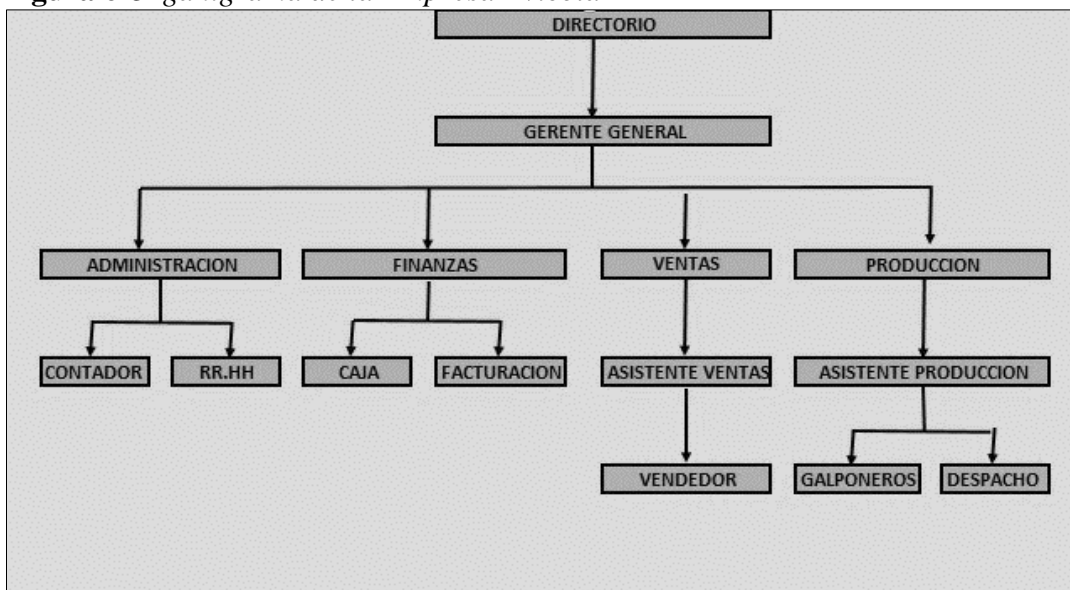 DIRECTORIO
GERENTE GENERAL
ADMINISTRACION
FINANZAS
VENTAS
PRODUCCION
CONTADOR
RR.HH
CAJA
FACTURACION
ASISTENTE VENTAS
ASISTENTE PRODUCCION
VENDEDOR
GALPONEROS
DESPACHO